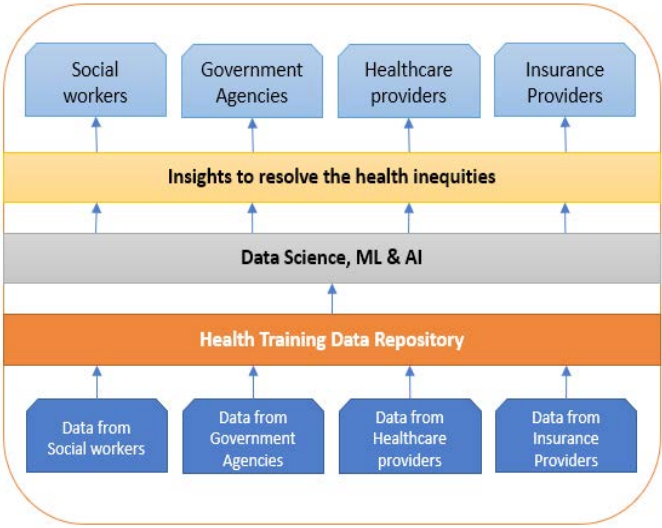 Social
workers
Government
Agencies
Healthcare
providers
Insurance
Providers
Insights to resolve the health inequities
Data Science, ML & AI
Health Training Data Repository
Data from
Social workers
Data from
Government
Agencies
Data from
Healthcare
providers
Data from
Insurance
Providers